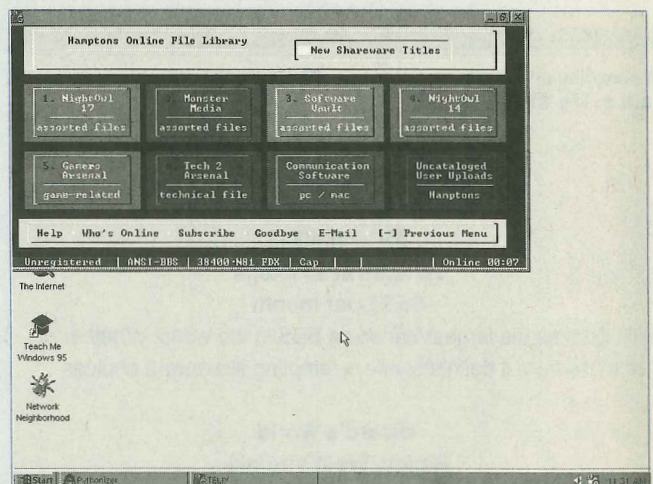 Hamptons Online File Library
New Shareware Titles
1. NightOwl
17
assorted files
Monster
Media
assorted files
3. Software
Vault
assorted files
4. NightOwl
14
assorted files
5. Gamers
Arsenal
game-related
Tech 2
Arsenal
technical file
Communication
Software
pc / mac
Uncataloged
User Uploads
Hamptons
Help Who's Online Subscribe Goodbye E-Mail [-] Previous Menu
Unregistered | ANSI-BBS | 38400·N81 FDX | Cap | | | Online 00:07
The Internet
Teach Me
Windows 95
Network
Neighborhood
Start
11:31 AM